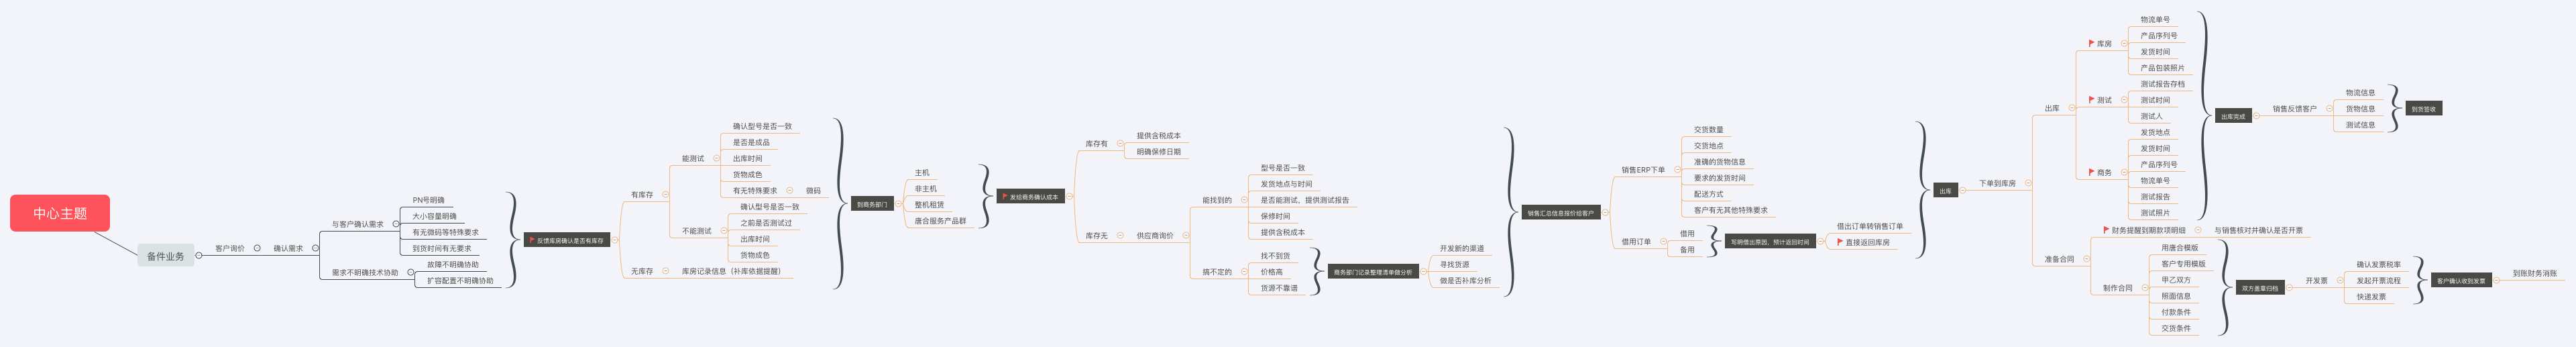 中心主题
备件业务
客户询价
确认需求
与客户确认需求
PN号明确
大小容量明确
有无微码等特殊要求
到货时间有无要求
需求不明确技术协助
故障不明确协助
扩容配置不明确协助
反馈库房确认是否有库存
有库存
能测试
确认型号是否一致
是否是成品
出库时间
货物成色
有无特殊要求
微码
不能测试
确认型号是否一致
之前是否测试过
出库时间
货物成色
无库存
库房记录信息（补库依据提醒）
到商务部门
主机
非主机
整机租赁
唐合服务产品群
发给商务确认成本
库存有
提供含税成本
明确保修日期
库存无
供应商询价
能找到的
型号是否一致
发货地点与时间
是否能测试，提供测试报告
保修时间
提供含税成本
搞不定的
找不到货
价格高
货源不靠谱
商务部门记录整理清单做分析
开发新的渠道
寻找货源
做是否补库分析
销售汇总信息报价给客户
销售ERP下单
交货数量
交货地点
准确的货物信息
要求的发货时间
配送方式
客户有无其他特殊要求
借用订单
借用
备用
写明借出原因，预计返回时间
借出订单转销售订单
直接返回库房
出库
下单到库房
出库
库房
物流单号
产品序列号
发货时间
产品包装照片
测试
测试报告存档
测试时间
测试人
商务
发货地点
发货时间
产品序列号
物流单号
测试报告
测试照片
出库完成
销售反馈客户
物流信息
货物信息
测试信息
到货签收
准备合同
财务提醒到期款项明细
与销售核对并确认是否开票
制作合同
用唐合模版
客户专用模版
甲乙双方
照面信息
付款条件
交货条件
双方盖章归档
开发票
确认发票税率
发起开票流程
快递发票
客户确认收到发票
到账财务消账